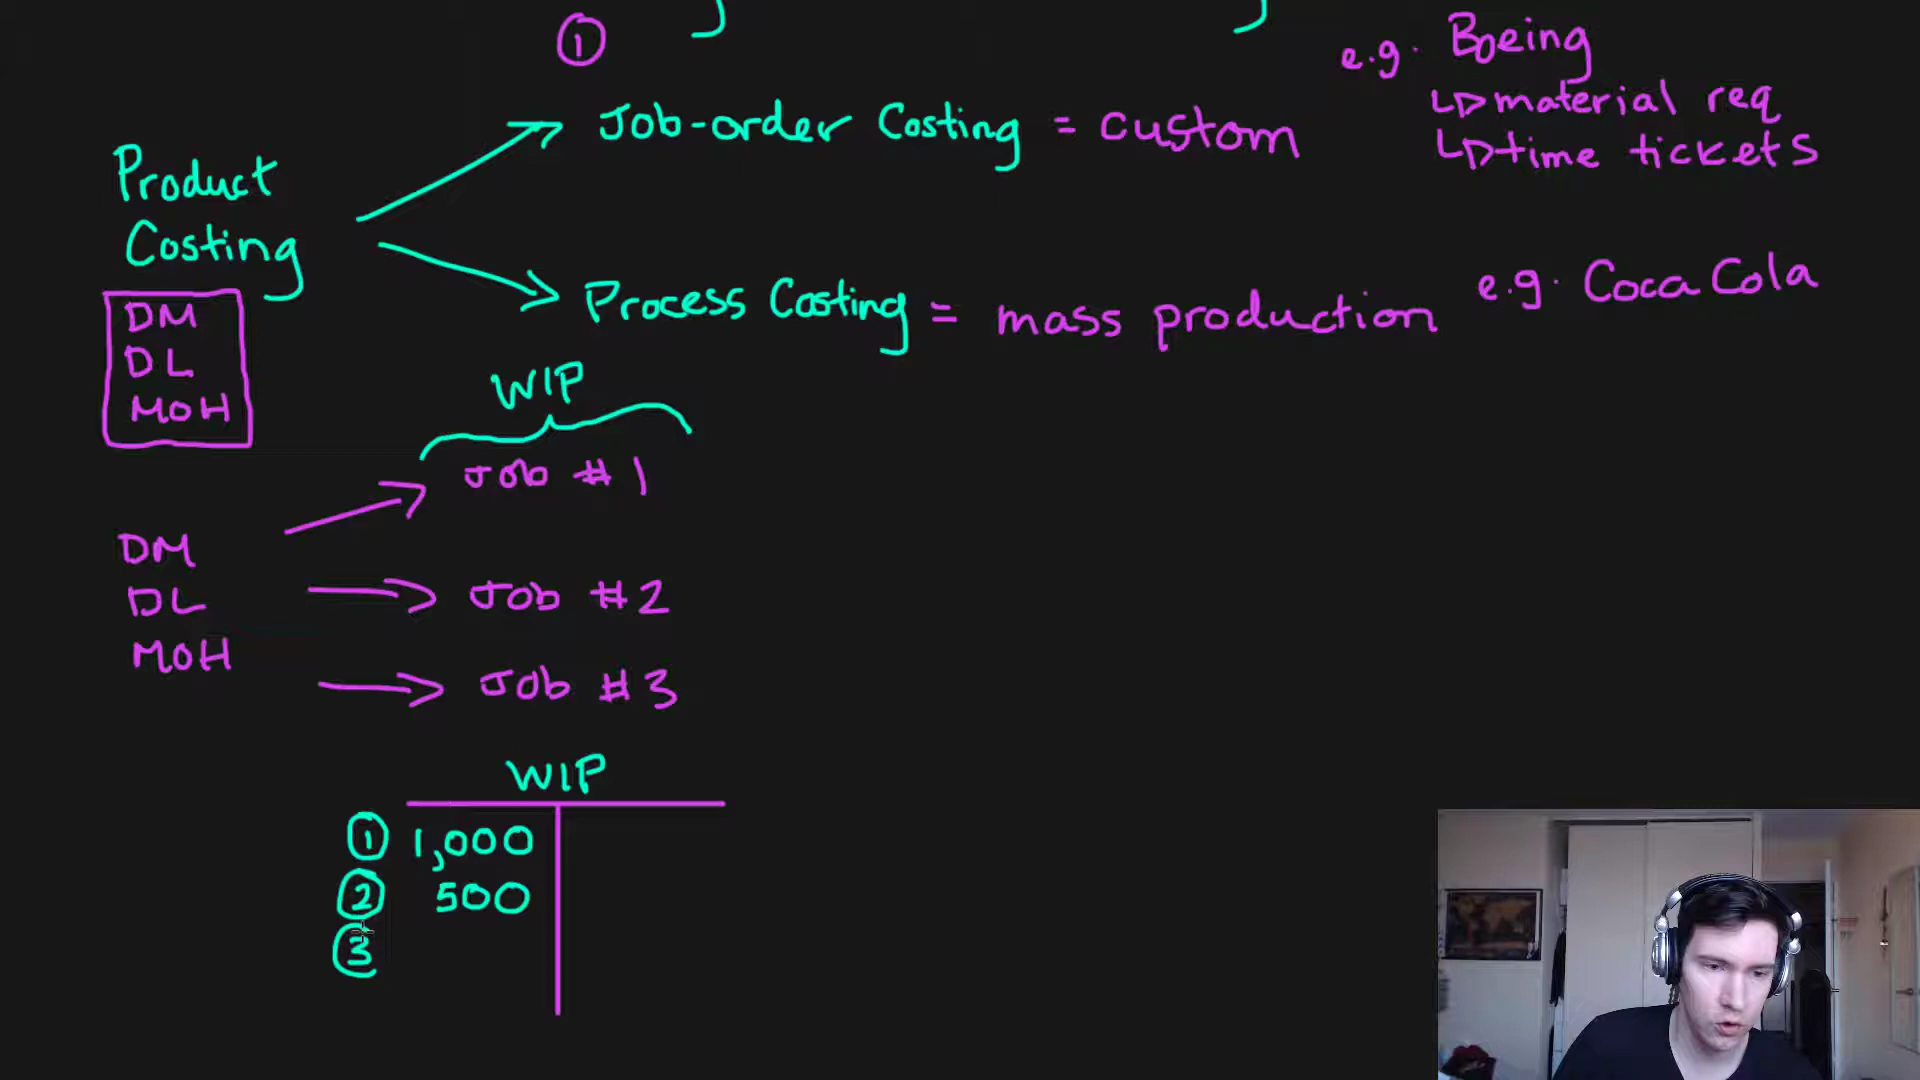 ①
e.g. Boeing
material req
time tickets
Job-order Costing = custom
Product
Costing
DM
DL
MOH
Process Costing = mass production e.g. Coca Cola
WIP
Job #1
DM
DL
MOH
Job #2
Job #3
WIP
① 1,000
② 500
③